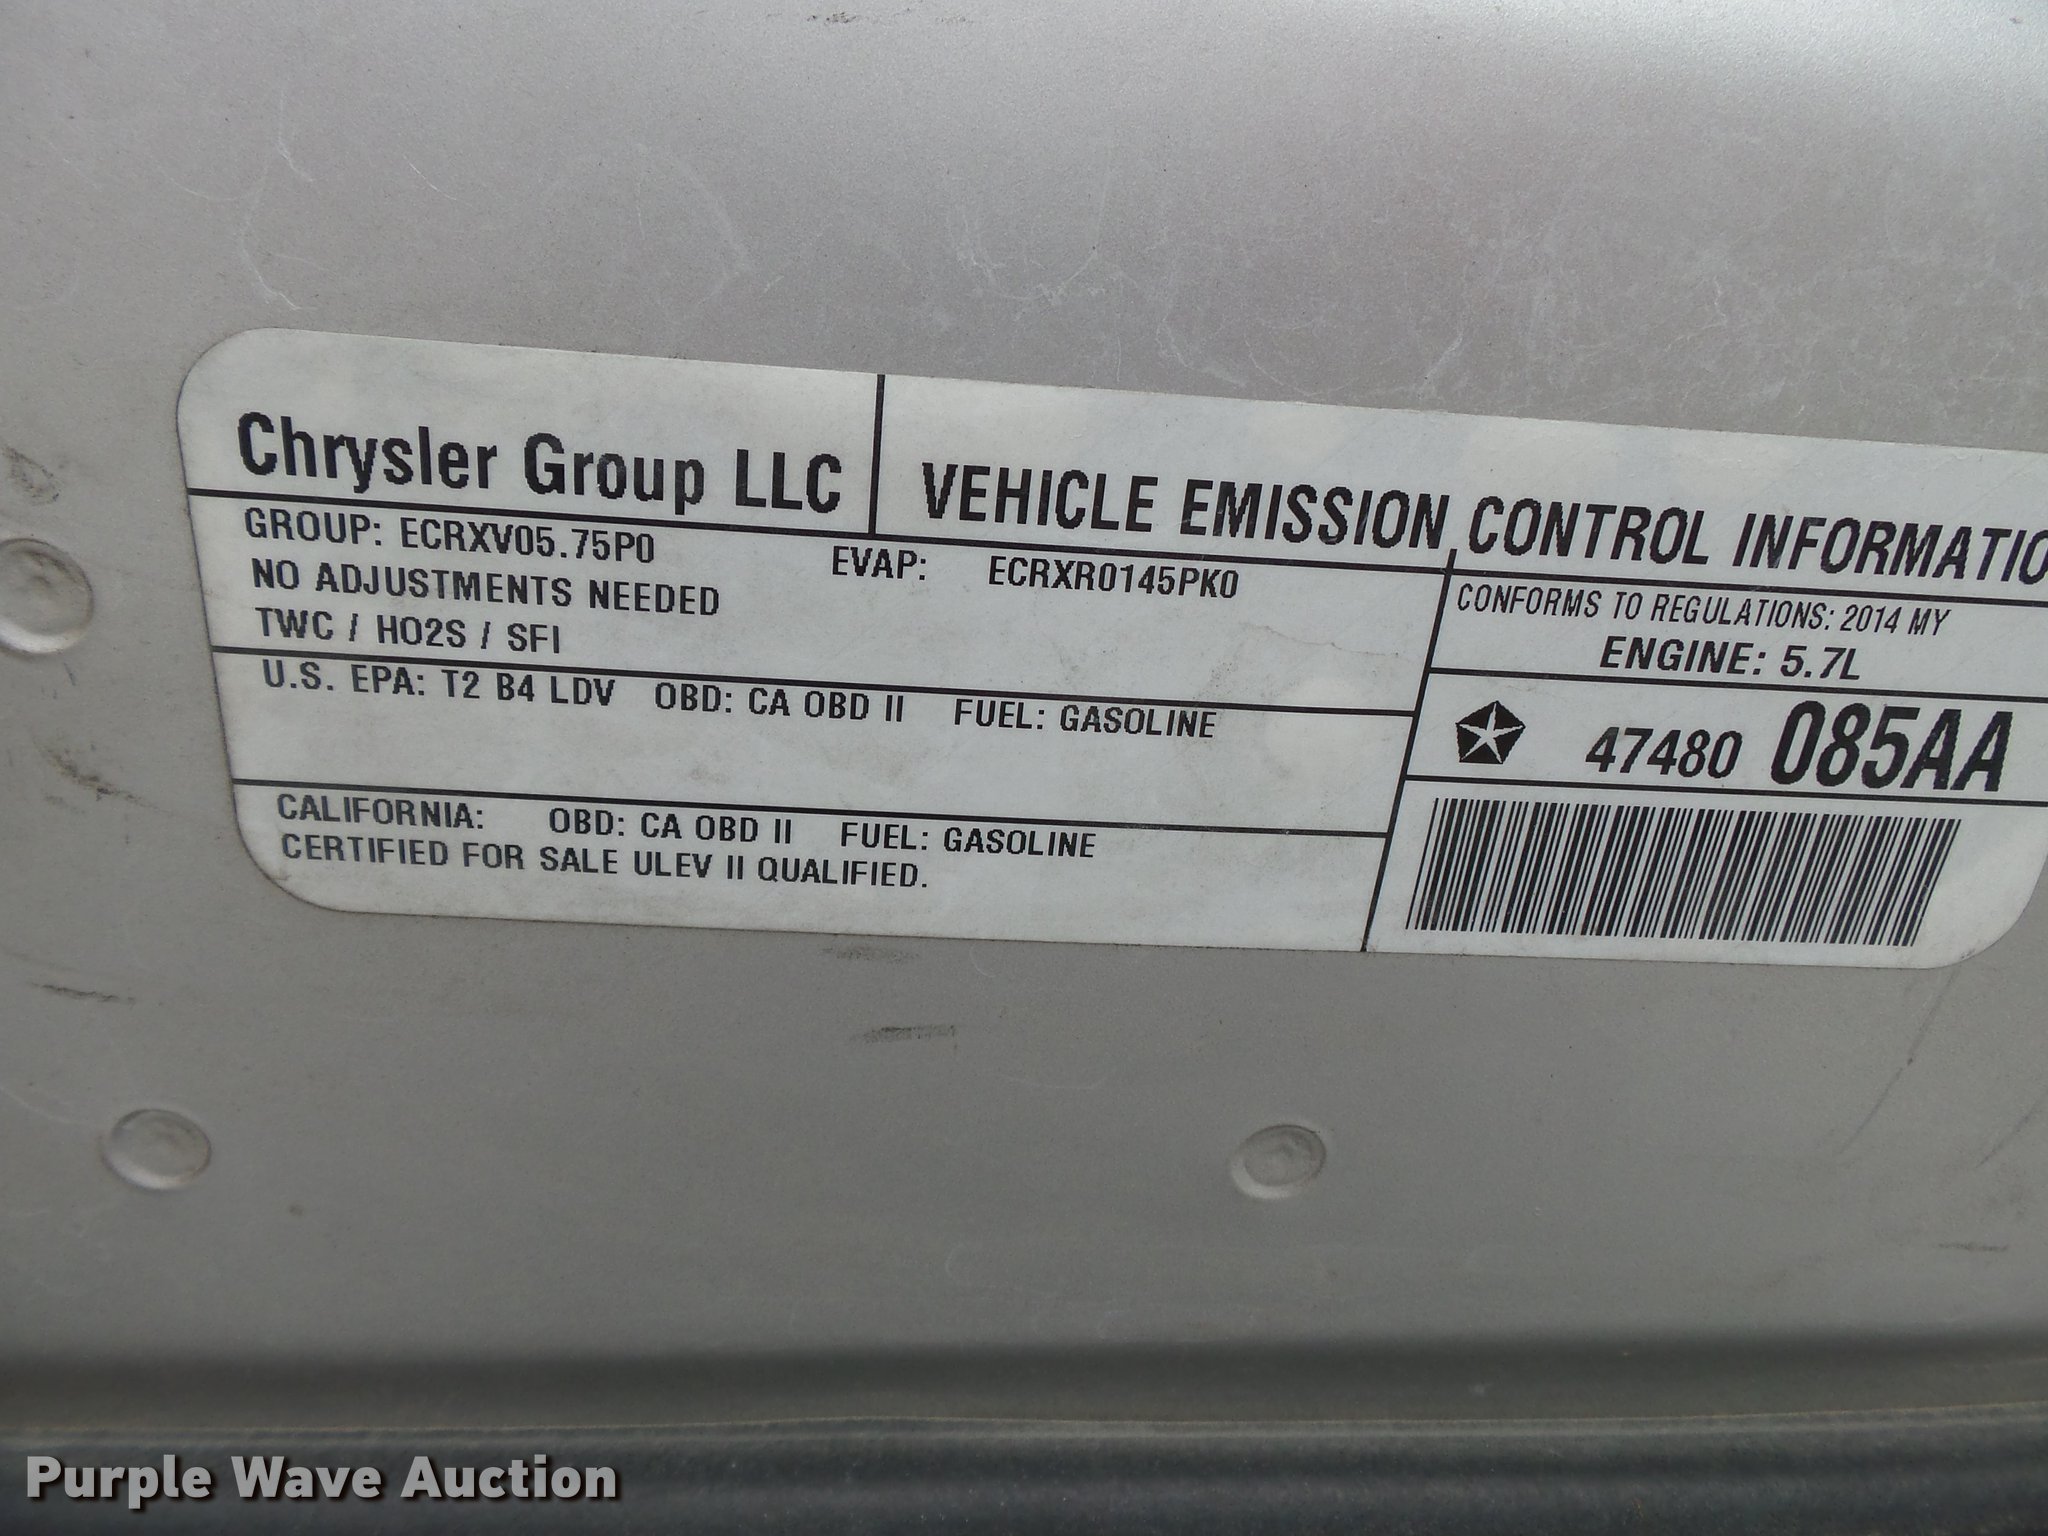 Chrysler Group LLC
VEHICLE EMISSION CONTROL INFORMATIO
GROUP: ECRXV05.75P0
EVAP: ECRXR0145PK0
NO ADJUSTMENTS NEEDED
TWC / HO2S / SFI
CONFORMS TO REGULATIONS: 2014 MY
ENGINE: 5.7L
U.S. EPA: T2 B4 LDV OBD: CA OBD II FUEL: GASOLINE
47480 085AA
CALIFORNIA: OBD: CA OBD II FUEL: GASOLINE
CERTIFIED FOR SALE ULEV II QUALIFIED.
Purple Wave Auction